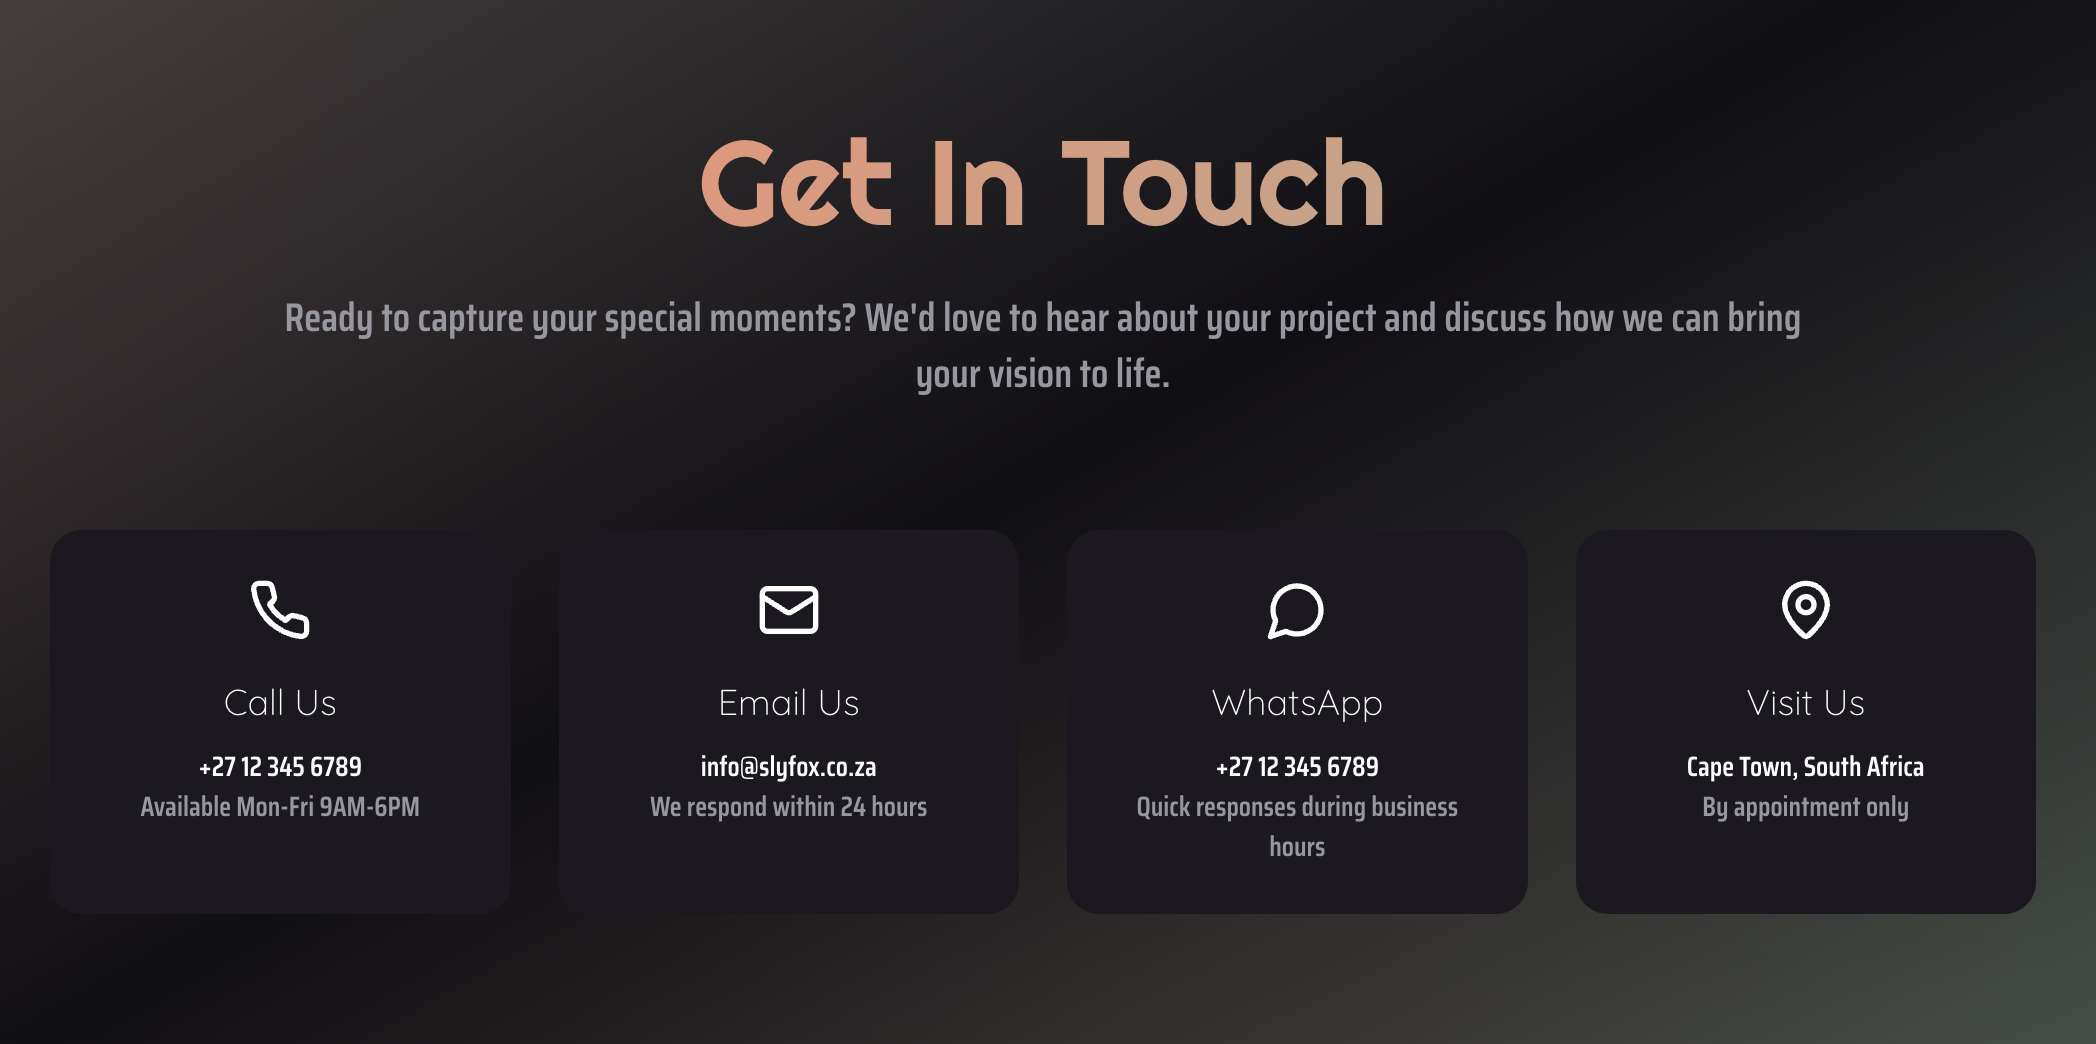 Get In Touch
Ready to capture your special moments? We'd love to hear about your project and discuss how we can bring
your vision to life.
Call Us
+27 12 345 6789
Available Mon-Fri 9AM-6PM
Email Us
info@slyfox.co.za
We respond within 24 hours
WhatsApp
+27 12 345 6789
Quick responses during business
hours
Visit Us
Cape Town, South Africa
By appointment only